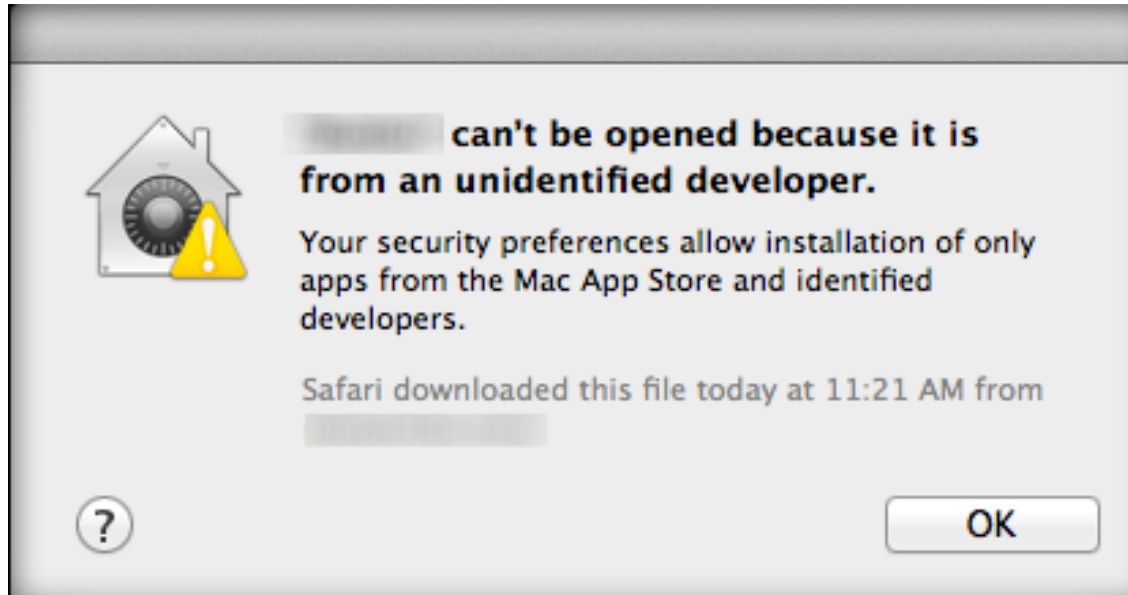 can't be opened because it is
from an unidentified developer.
Your security preferences allow installation of only
apps from the Mac App Store and identified
developers.
Safari downloaded this file today at 11:21 AM from
?
OK